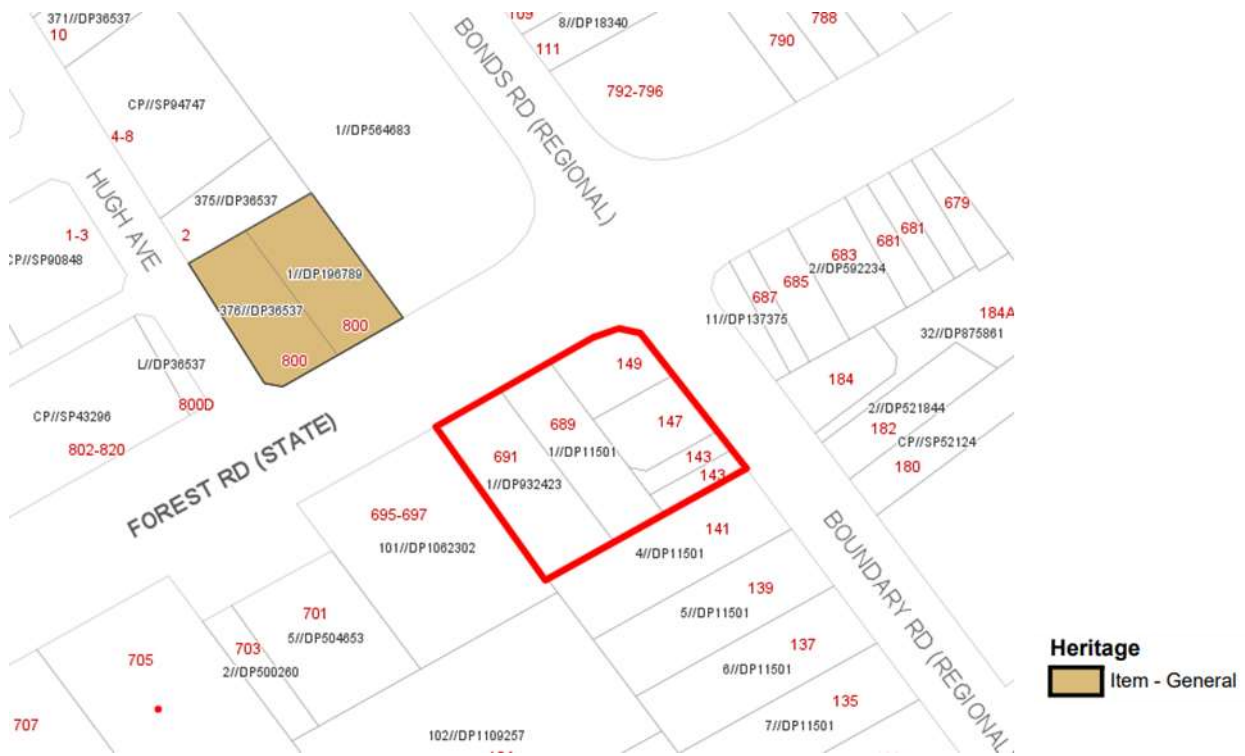 371//DP36537
10
109
8//DP18340
788
790
111
792-796
BONDS RD (REGIONAL)
CP//SP94747
4-8
1//DP564683
HUGH AVE
375//DP36537
2
1-3
CP//SP90848
1//DP196789
376//DP36537
800
800
679
681
681
683
2//DP592234
685
687
11//DP137375
184A
32//DP875861
L//DP36537
800D
CP//SP43296
802-820
149
184
689
147
2//DP521844
182
CP//SP52124
180
1//DP11501
691
1//DP932423
143
143
FOREST RD (STATE)
695-697
101//DP1062302
141
4//DP11501
BOUNDARY RD (REGIONAL)
139
5//DP11501
701
5//DP504653
703
2//DP500260
705
137
6//DP11501
135
7//DP11501
707
102//DP1109257
Heritage
Item - General